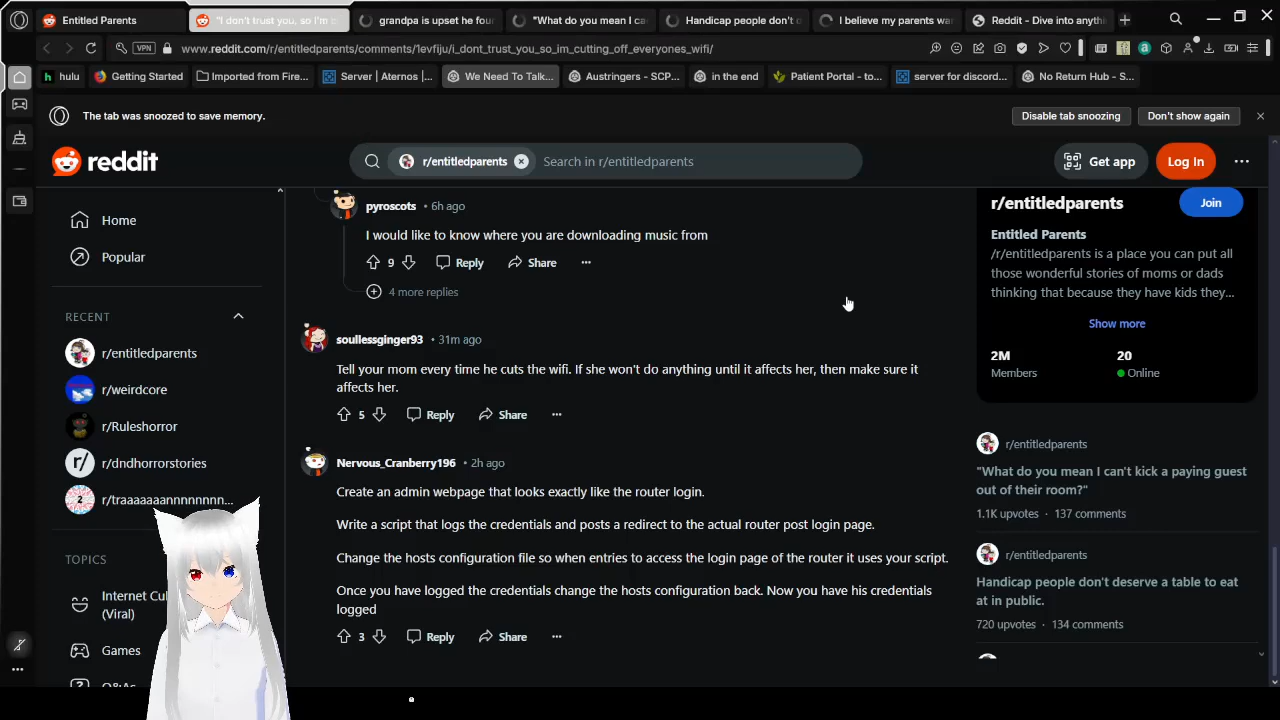 Entitled Parents
"I don't trust you, so I'm b
grandpa is upset he fou
"What do you mean I ca
Handicap people don't d
I believe my parents wa
Reddit - Dive into anythi
VPN
www.reddit.com/r/entitledparents/comments/1evfiju/i_dont_trust_you_so_im_cutting_off_everyones_wifi/
hulu
Getting Started
Imported from Fire...
Server | Aternos |...
We Need To Talk...
Austringers - SCP...
in the end
Patient Portal - to...
server for discord...
No Return Hub - S...
The tab was snoozed to save memory.
Disable tab snoozing
Don't show again
reddit
r/entitledparents
Search in r/entitledparents
Get app
Log In
Home
Popular
RECENT
r/entitledparents
r/weirdcore
r/Ruleshorror
r/dndhorrorstories
r/traaaaaaannnnnnnn...
TOPICS
Internet Cul
(Viral)
Games
pyroscots • 6h ago
I would like to know where you are downloading music from
9 Reply Share
4 more replies
soullessginger93 • 31m ago
Tell your mom every time he cuts the wifi. If she won't do anything until it affects her, then make sure it
affects her.
5 Reply Share
Nervous_Cranberry196 • 2h ago
Create an admin webpage that looks exactly like the router login.
Write a script that logs the credentials and posts a redirect to the actual router post login page.
Change the hosts configuration file so when entries to access the login page of the router it uses your script.
Once you have logged the credentials change the hosts configuration back. Now you have his credentials
logged
3 Reply Share
r/entitledparents
Join
Entitled Parents
/r/entitledparents is a place you can put all
those wonderful stories of moms or dads
thinking that because they have kids they...
Show more
2M 20
Members Online
r/entitledparents
"What do you mean I can't kick a paying guest
out of their room?"
1.1K upvotes · 137 comments
r/entitledparents
Handicap people don't deserve a table to eat
at in public.
720 upvotes · 134 comments